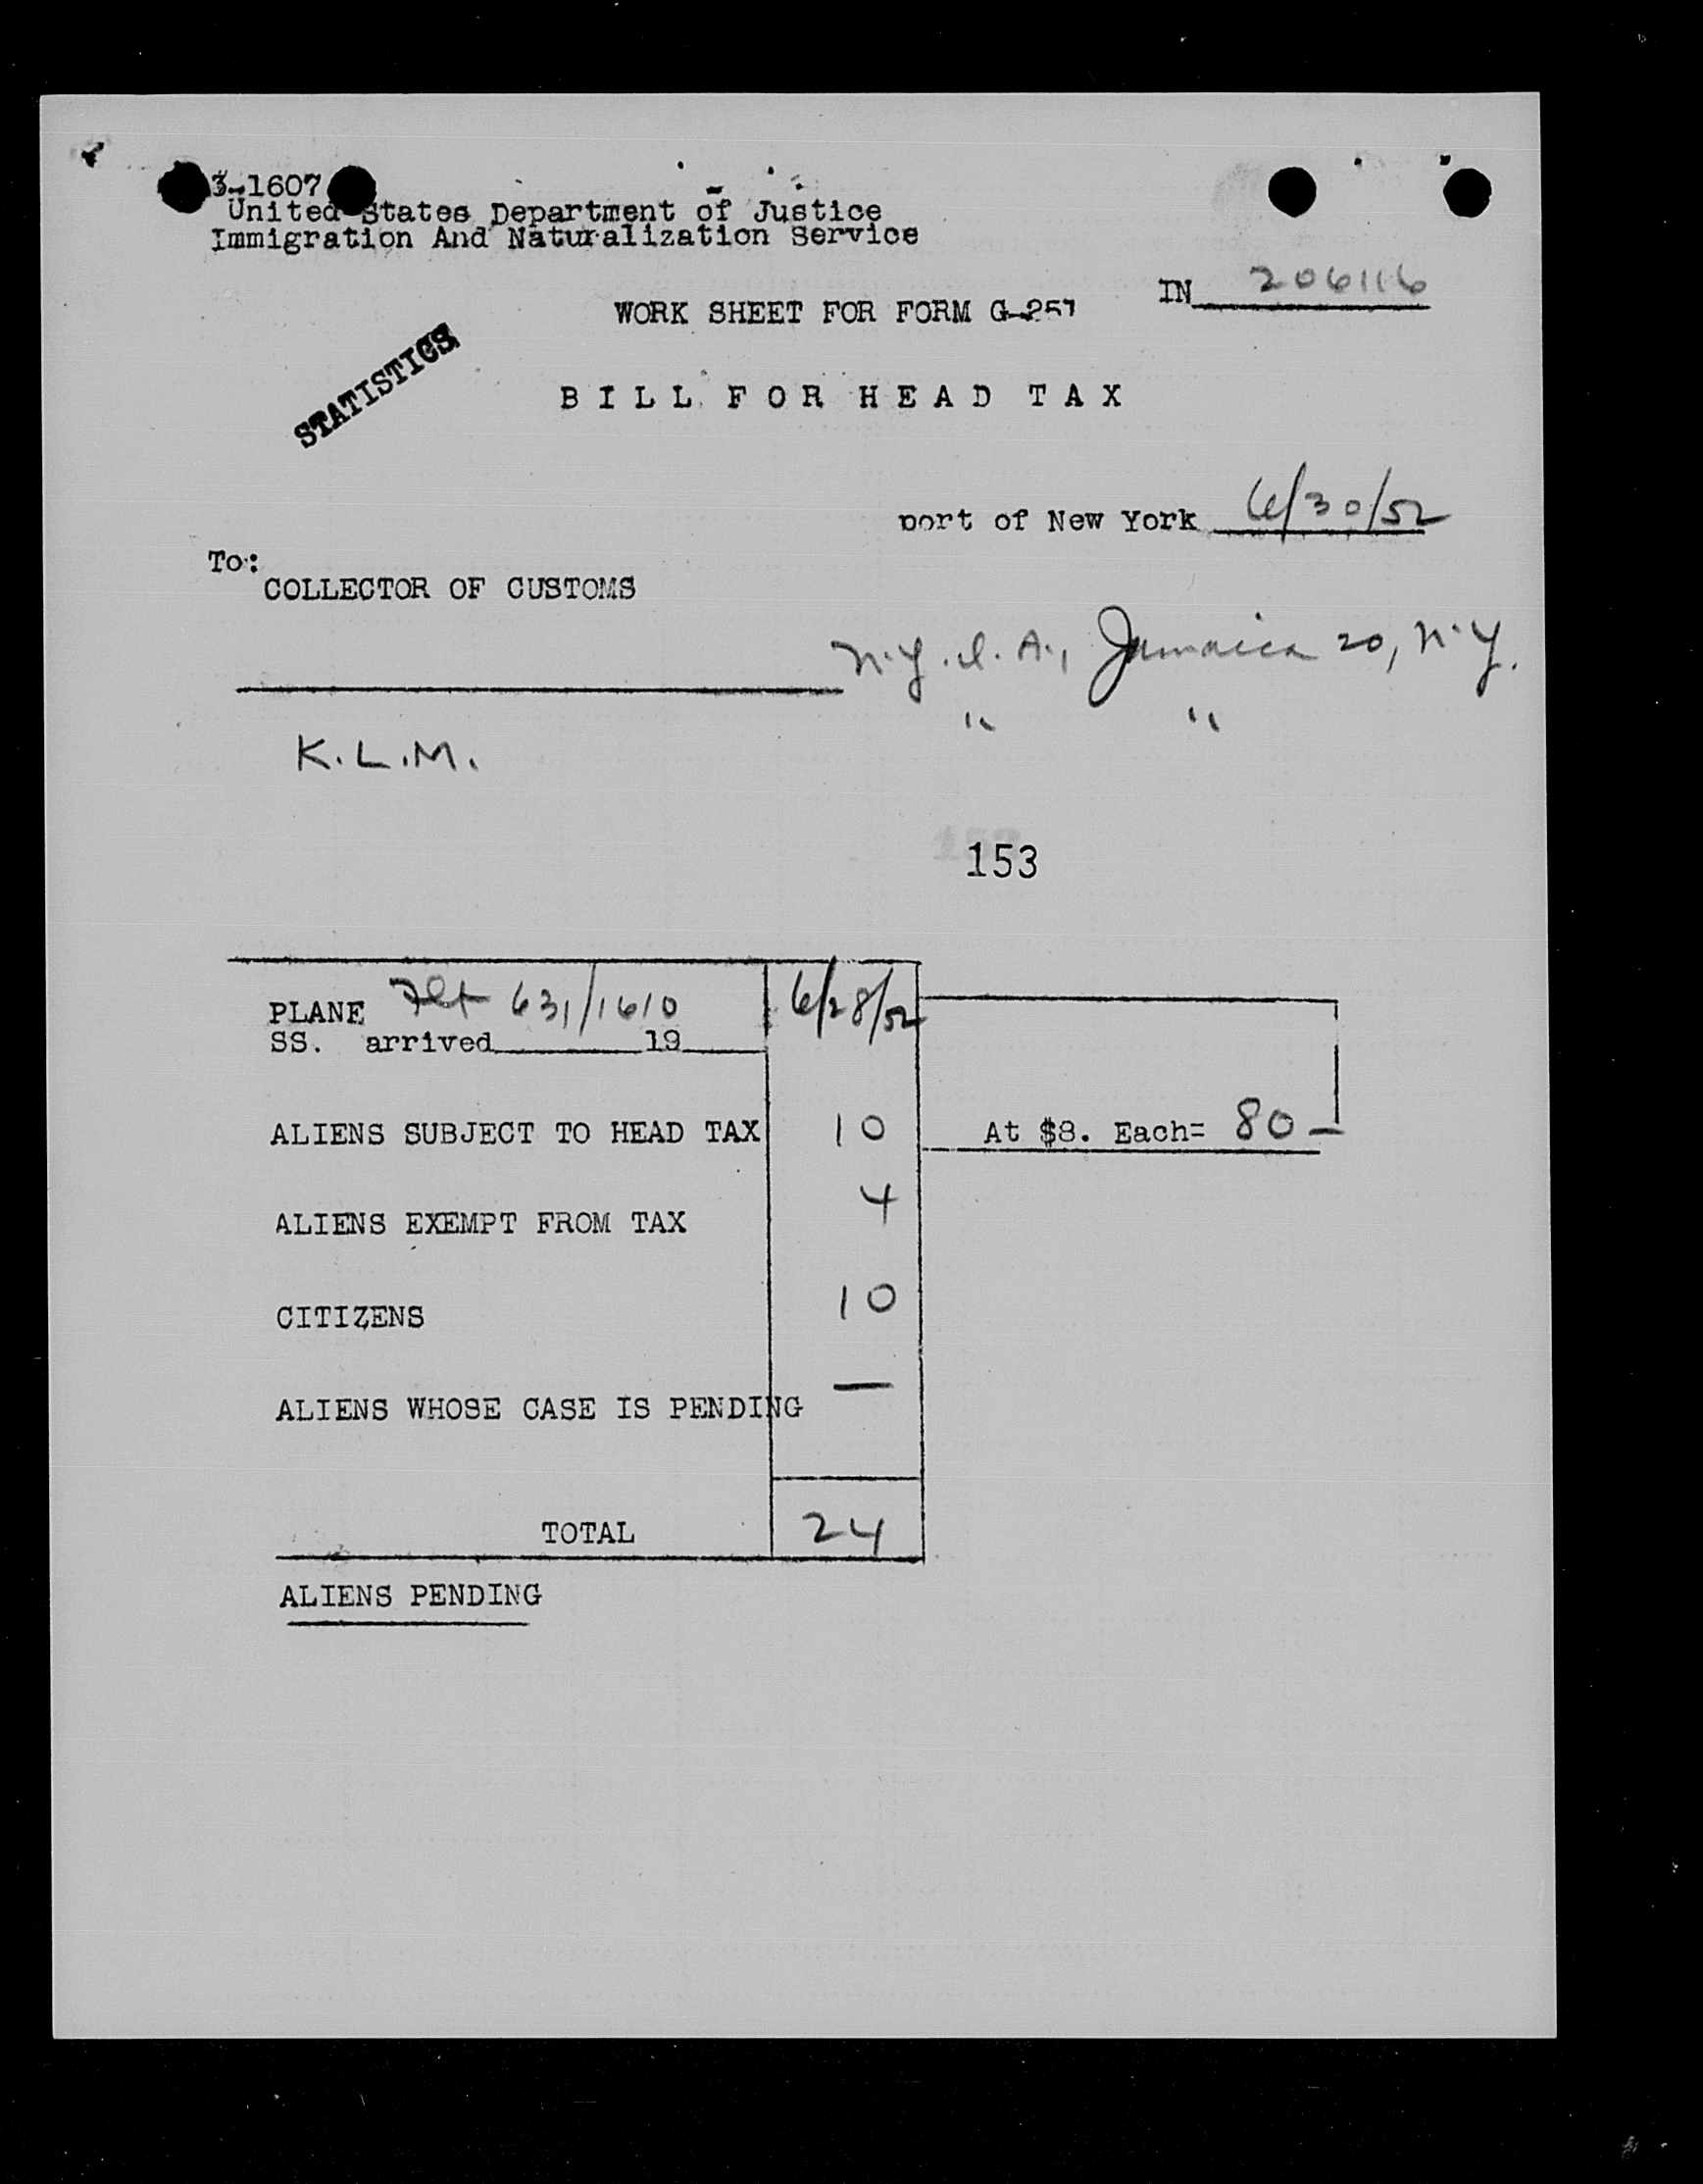 3-1607
United States Department of Justice
Immigration And Naturalization Service
IN 206116
WORK SHEET FOR FORM G-257
STATISTICS
BILL FOR HEAD TAX
port of New York 6/30/52
To:
COLLECTOR OF CUSTOMS
N.Y.I.A., Jamaica 20, N.Y.
" "
K.L.M.
153
PLANE Flt 631/1610 6/28/52
SS. arrived 19
ALIENS SUBJECT TO HEAD TAX 10 At $8. Each= 80 —
ALIENS EXEMPT FROM TAX 4
CITIZENS 10
ALIENS WHOSE CASE IS PENDING —
TOTAL 24
ALIENS PENDING